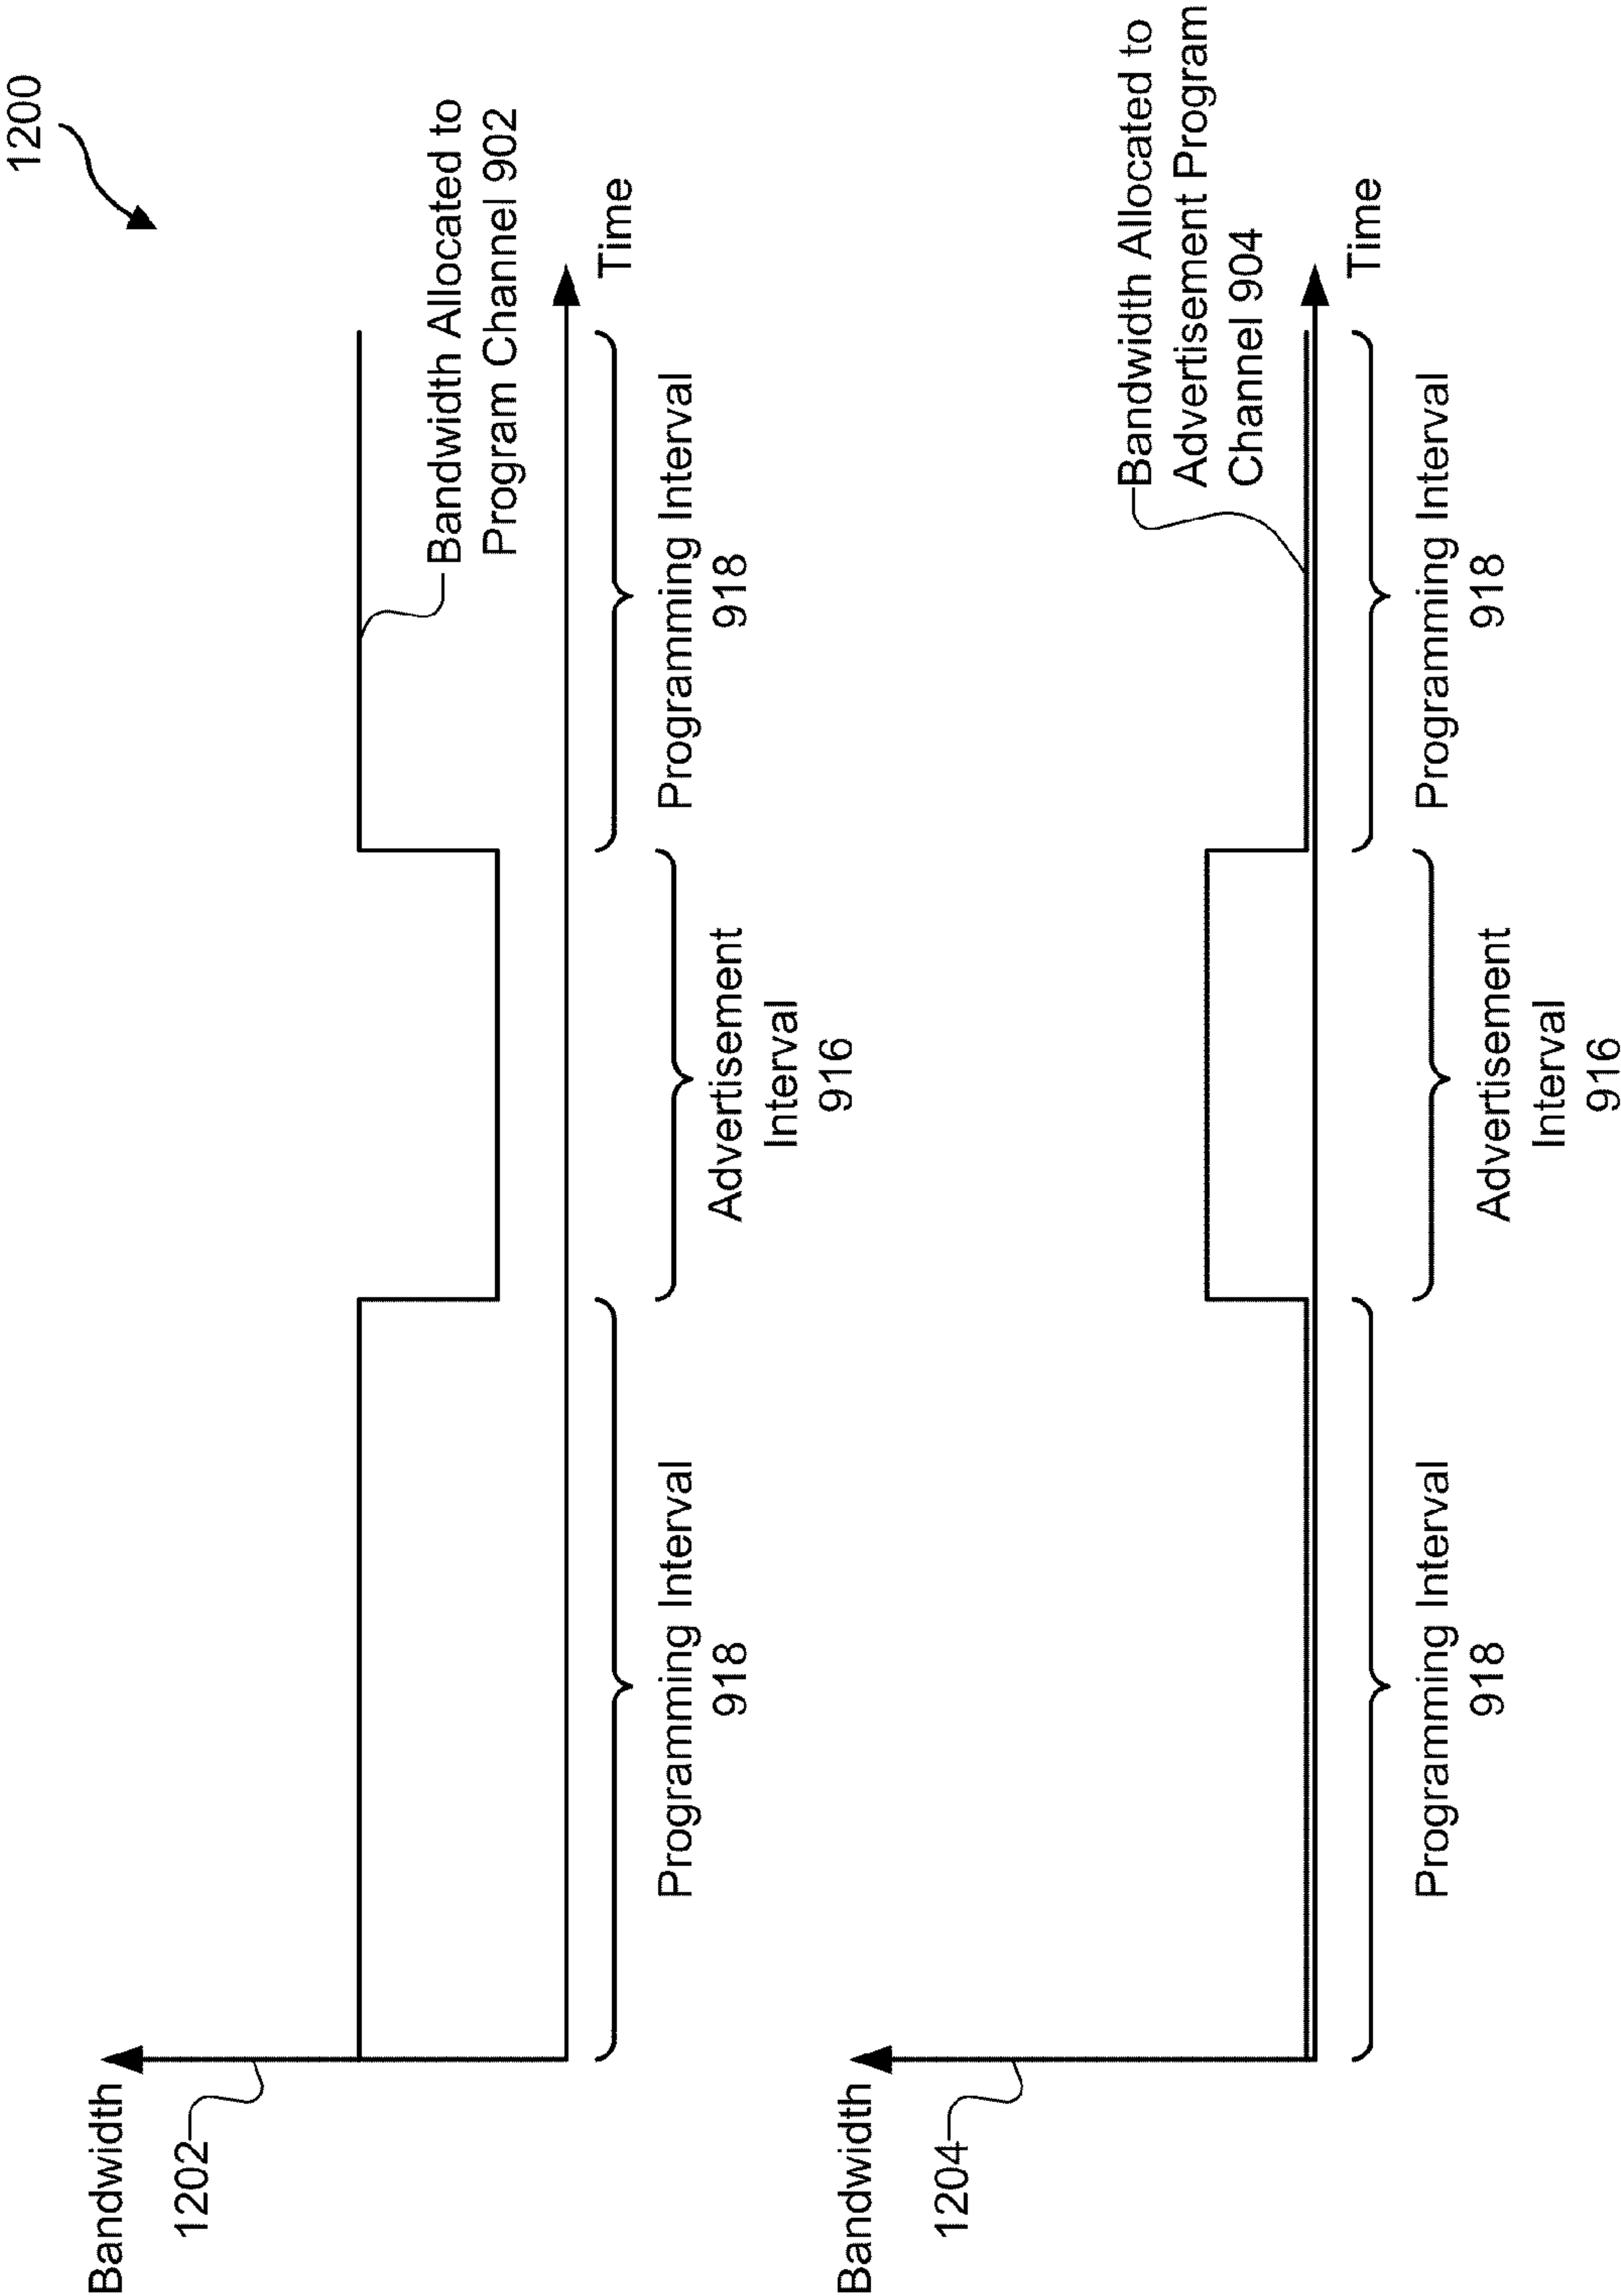 1200
Bandwidth
1202
Bandwidth Allocated to
Program Channel 902
Time
Programming Interval
918
Advertisement
Interval
916
Programming Interval
918
Bandwidth
1204
Bandwidth Allocated to
Advertisement Program
Channel 904
Time
Programming Interval
918
Advertisement
Interval
916
Programming Interval
918